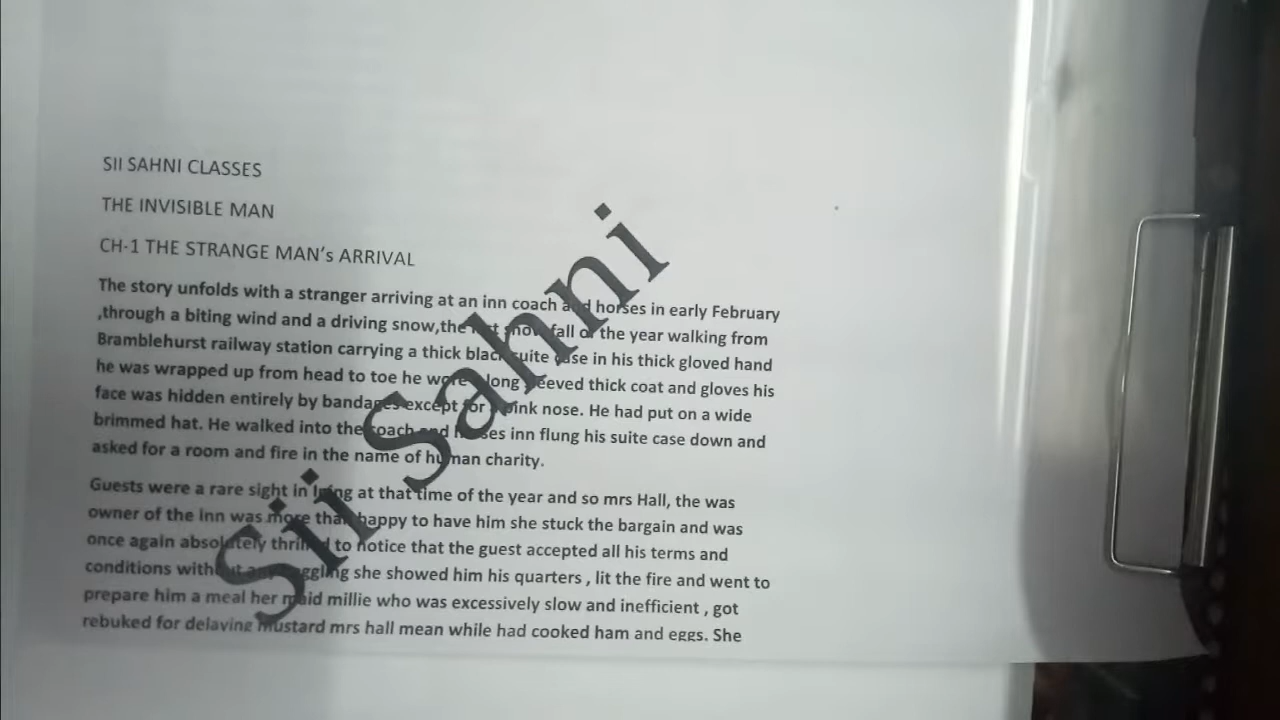 SII SAHNI CLASSES
THE INVISIBLE MAN
CH-1 THE STRANGE MAN's ARRIVAL
The story unfolds with a stranger arriving at an inn coach and horses in early February
,through a biting wind and a driving snow,the last snow fall of the year walking from
Bramblehurst railway station carrying a thick black suite case in his thick gloved hand
he was wrapped up from head to toe he wore long sleeved thick coat and gloves his
face was hidden entirely by bandages except for a pink nose. He had put on a wide
brimmed hat. He walked into the coach and horses inn flung his suite case down and
asked for a room and fire in the name of human charity.
Guests were a rare sight in Iping at that time of the year and so mrs Hall, the was
owner of the inn was more than happy to have him she stuck the bargain and was
once again absolutely thrilled to notice that the guest accepted all his terms and
conditions without any haggling she showed him his quarters , lit the fire and went to
prepare him a meal her maid millie who was excessively slow and inefficient , got
rebuked for delaying mustard mrs hall mean while had cooked ham and eggs. She
Sii Sahni